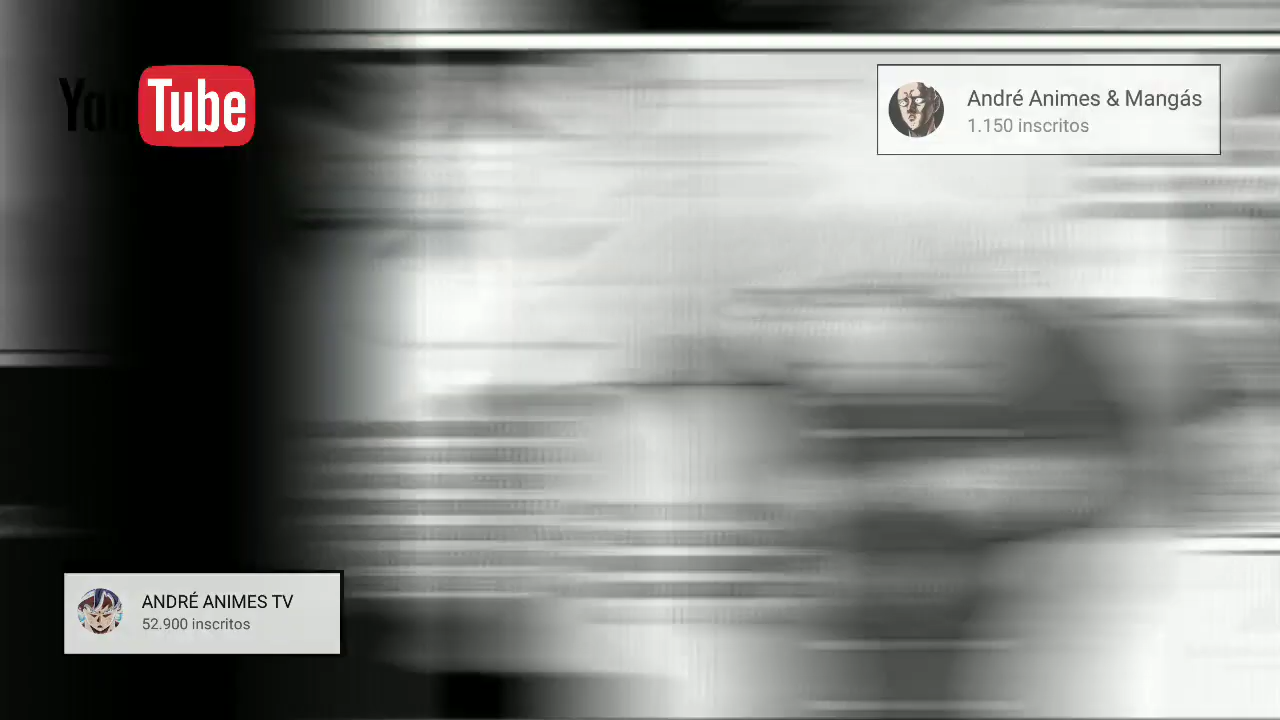 YouTube
André Animes & Mangás
1.150 inscritos
ANDRÉ ANIMES TV
52.900 inscritos